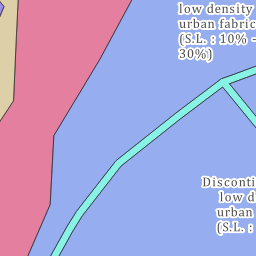 low density
urban fabric
(S.L. : 10% -
30%)
Disconti
low d
urban
(S.L. :